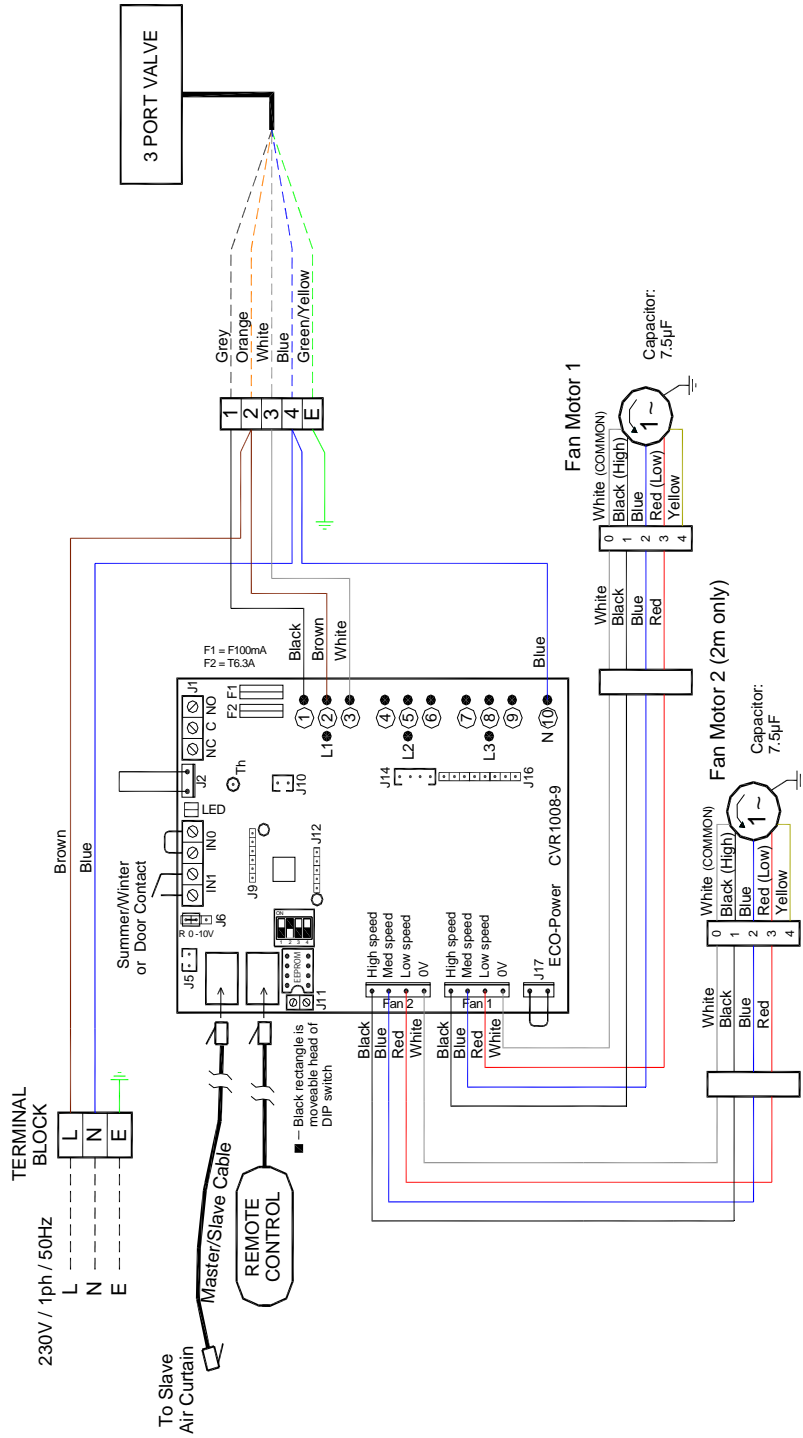 3 PORT VALVE
Grey
Orange
White
Blue
Green/Yellow
1
2
3
4
E
Brown
Blue
TERMINAL
BLOCK
L
N
E
230V / 1ph / 50Hz
L
N
E
To Slave
Air Curtain
Master/Slave Cable
REMOTE
CONTROL
Summer/Winter
or Door Contact
F1 = F100mA
F2 = T6.3A
Black
Brown
White
Blue
J5
R 0 -10V
J6
IN1
IN0
LED
J2
NC C NO
J1
F2 F1
Th
J10
J9
J12
ON
1 2 3 4
EEPROM
J11
J14
J16
1
2
3
4
5
6
7
8
9
N 10
L1
L2
L3
– Black rectangle is
moveable head of
DIP switch
ECO-Power CVR1008-9
High speed
Med speed
Low speed
0V
Fan 2
High speed
Med speed
Low speed
0V
Fan 1
J17
Black
Blue
Red
White
Black
Blue
Red
White
Fan Motor 1
White (COMMON)
Black (High)
Blue
Red (Low)
Yellow
0
1
2
3
4
White
Black
Blue
Red
1 ~
Capacitor:
7.5µF
Fan Motor 2 (2m only)
White (COMMON)
Black (High)
Blue
Red (Low)
Yellow
0
1
2
3
4
White
Black
Blue
Red
1 ~
Capacitor:
7.5µF